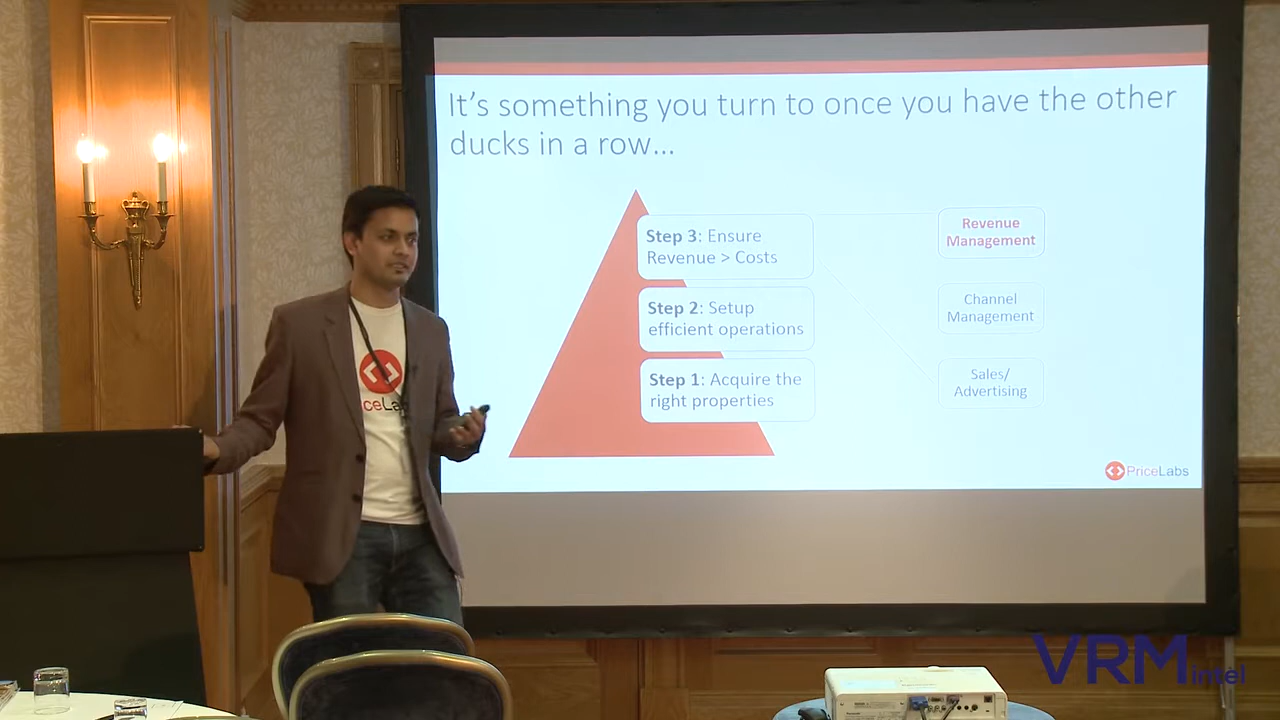 It's something you turn to once you have the other
ducks in a row...
Step 3: Ensure
Revenue > Costs
Step 2: Setup
efficient operations
Step 1: Acquire the
right properties
Revenue
Management
Channel
Management
Sales/
Advertising
PriceLabs
ceLa
VRM
intel